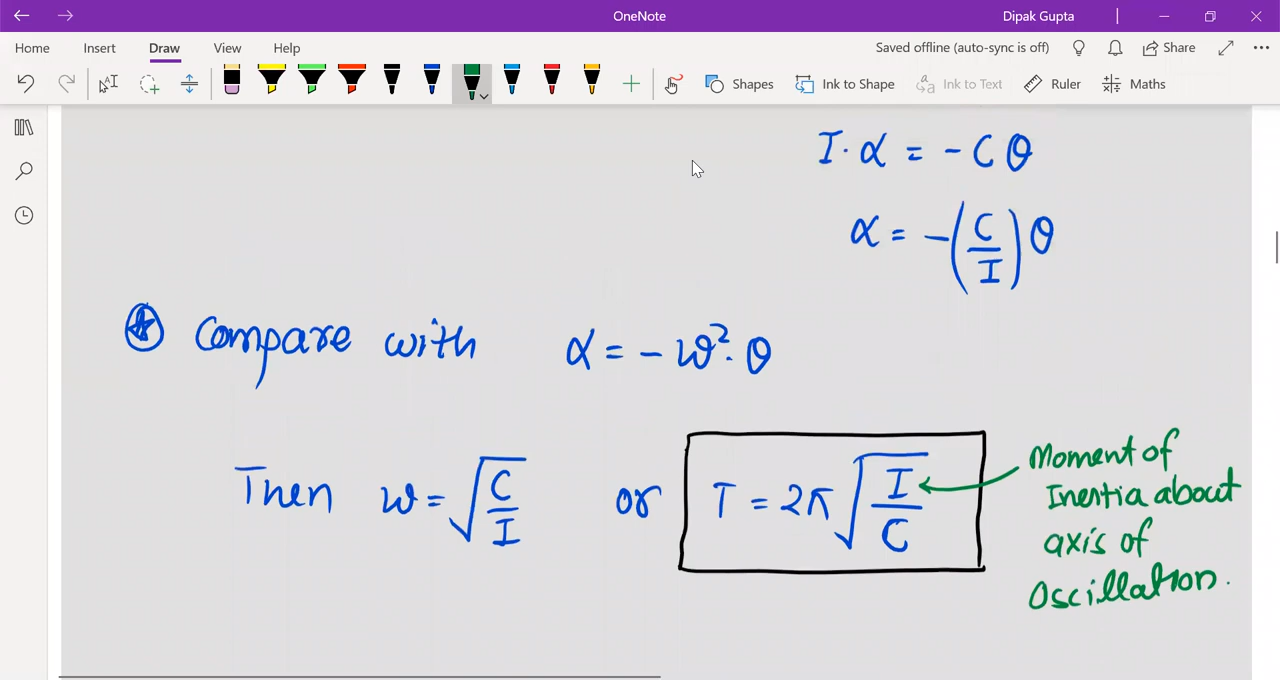 OneNote
Dipak Gupta
Home Insert Draw View Help
Saved offline (auto-sync is off)
Share
Shapes
Ink to Shape
Ink to Text
Ruler
Maths
I · α = - C θ
α = -(C/I) θ
Compare with α = - ω² · θ
Then ω = √(C/I) or T = 2π √(I/C)
Moment of
Inertia about
axis of
Oscillation.